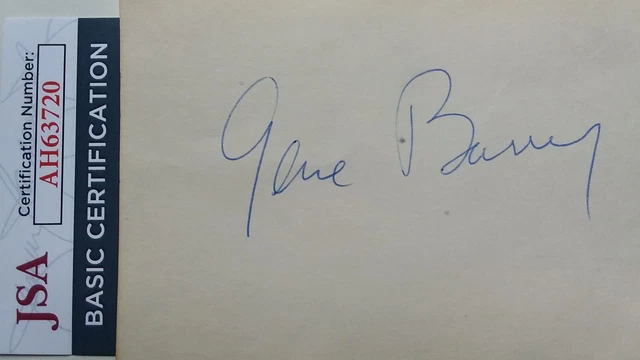 JSA
Certification Number:
AH63720
BASIC CERTIFICATION
Gene Barry